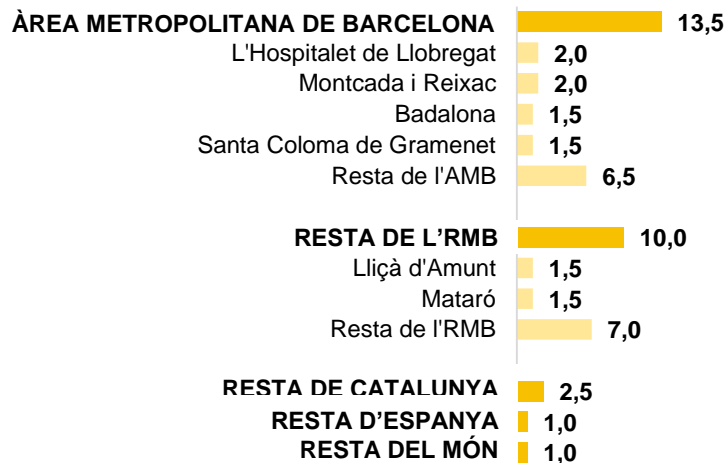 ÀREA METROPOLITANA DE BARCELONA 13,5
L'Hospitalet de Llobregat 2,0
Montcada i Reixac 2,0
Badalona 1,5
Santa Coloma de Gramenet 1,5
Resta de l'AMB 6,5
RESTA DE L’RMB 10,0
Lliçà d'Amunt 1,5
Mataró 1,5
Resta de l'RMB 7,0
RESTA DE CATALUNYA 2,5
RESTA D’ESPANYA 1,0
RESTA DEL MÓN 1,0